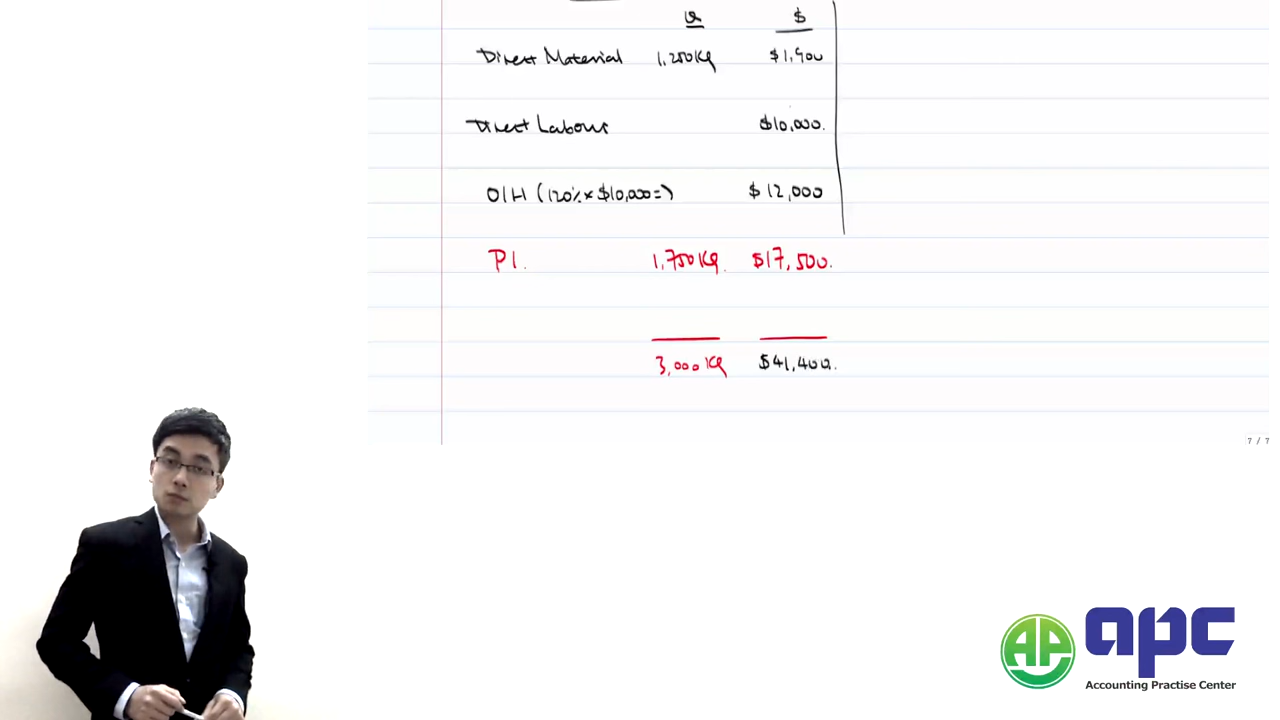 Q $
Direct Material 1,250KG $1,900
Direct Labour $10,000.
O/H (120% x $10,000=) $12,000
P1. 1,750KG. $17,500.
3,000KG $41,400.
7 / 7
AP apc
Accounting Practise Center